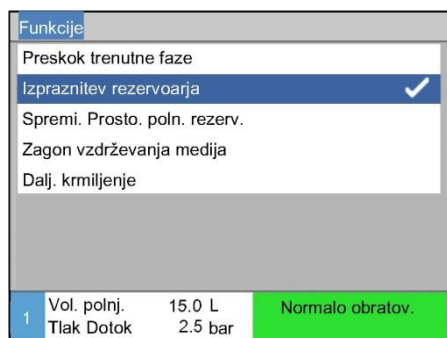 Funkcije
Preskok trenutne faze
Izpraznitev rezervoarja
Spremi. Prosto. poln. rezerv.
Zagon vzdrževanja medija
Dalj. krmiljenje
1
Vol. polnj. 15.0 L
Tlak Dotok 2.5 bar
Normalo obratov.